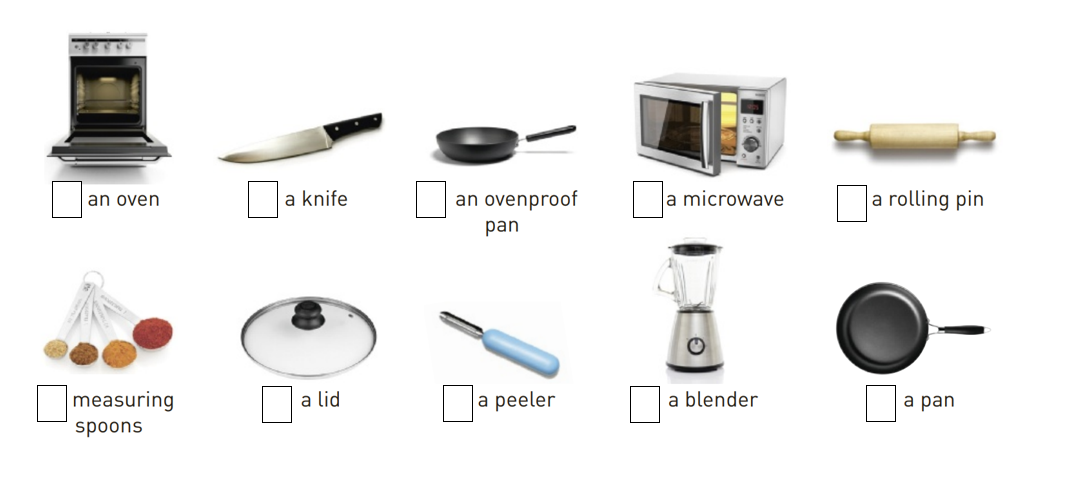 an oven
a knife
an ovenproof
pan
a microwave
a rolling pin
measuring
spoons
a lid
a peeler
a blender
a pan